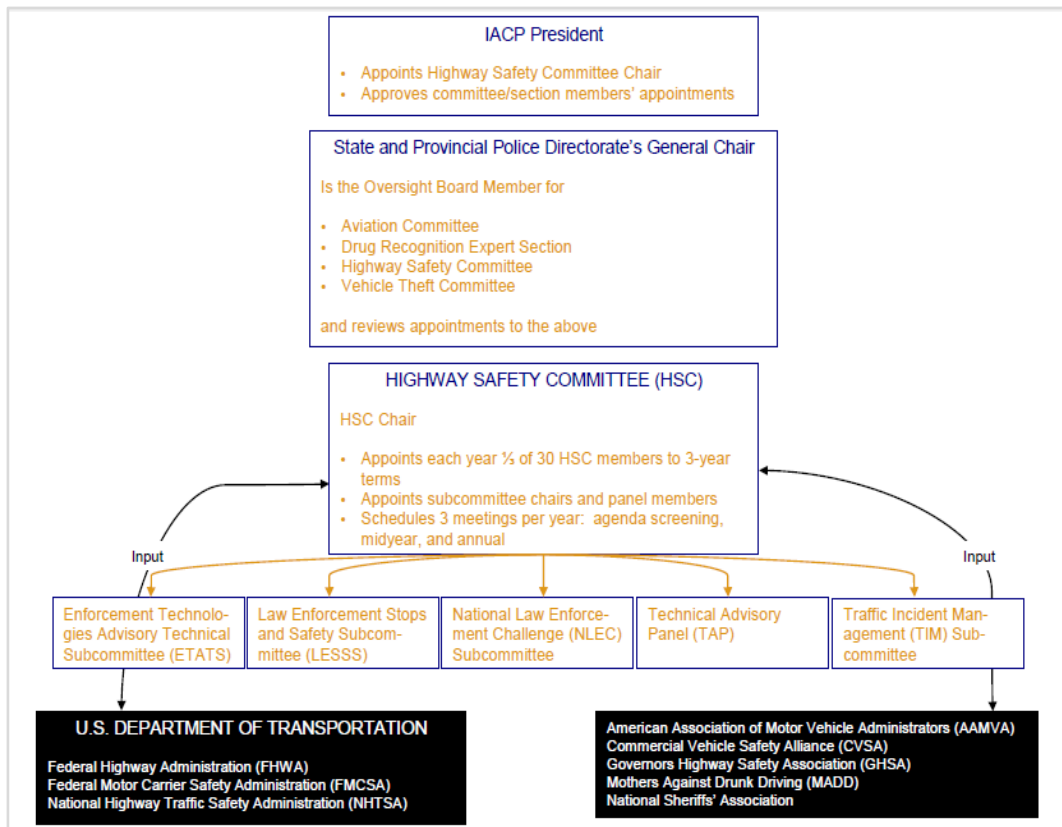 IACP President
▪ Appoints Highway Safety Committee Chair
▪ Approves committee/section members' appointments
State and Provincial Police Directorate's General Chair
Is the Oversight Board Member for
▪ Aviation Committee
▪ Drug Recognition Expert Section
▪ Highway Safety Committee
▪ Vehicle Theft Committee
and reviews appointments to the above
HIGHWAY SAFETY COMMITTEE (HSC)
HSC Chair
▪ Appoints each year ⅓ of 30 HSC members to 3-year
terms
▪ Appoints subcommittee chairs and panel members
▪ Schedules 3 meetings per year: agenda screening,
midyear, and annual
Input
Input
Enforcement Technolo-
gies Advisory Technical
Subcommittee (ETATS)
Law Enforcement Stops
and Safety Subcom-
mittee (LESSS)
National Law Enforce-
ment Challenge (NLEC)
Subcommittee
Technical Advisory
Panel (TAP)
Traffic Incident Man-
agement (TIM) Sub-
committee
U.S. DEPARTMENT OF TRANSPORTATION
Federal Highway Administration (FHWA)
Federal Motor Carrier Safety Administration (FMCSA)
National Highway Traffic Safety Administration (NHTSA)
American Association of Motor Vehicle Administrators (AAMVA)
Commercial Vehicle Safety Alliance (CVSA)
Governors Highway Safety Association (GHSA)
Mothers Against Drunk Driving (MADD)
National Sheriffs' Association